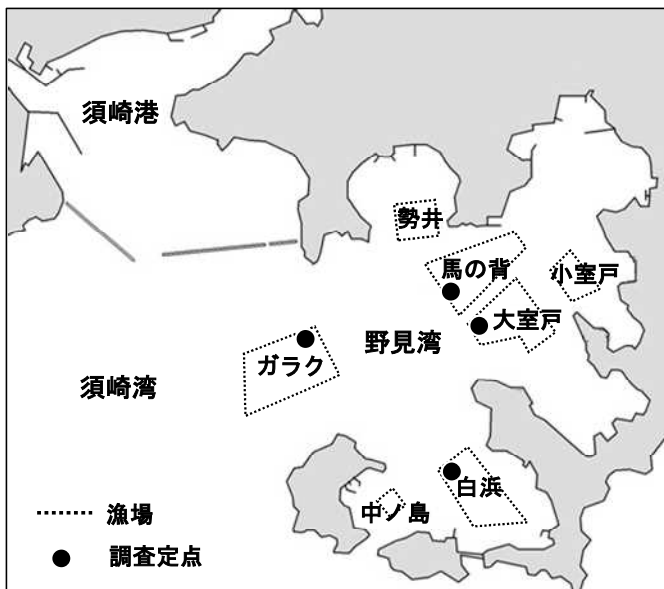 須崎港
勢井
馬の背
小室戸
大室戸
野見湾
ガラク
須崎湾
白浜
中ノ島
漁場
調査定点